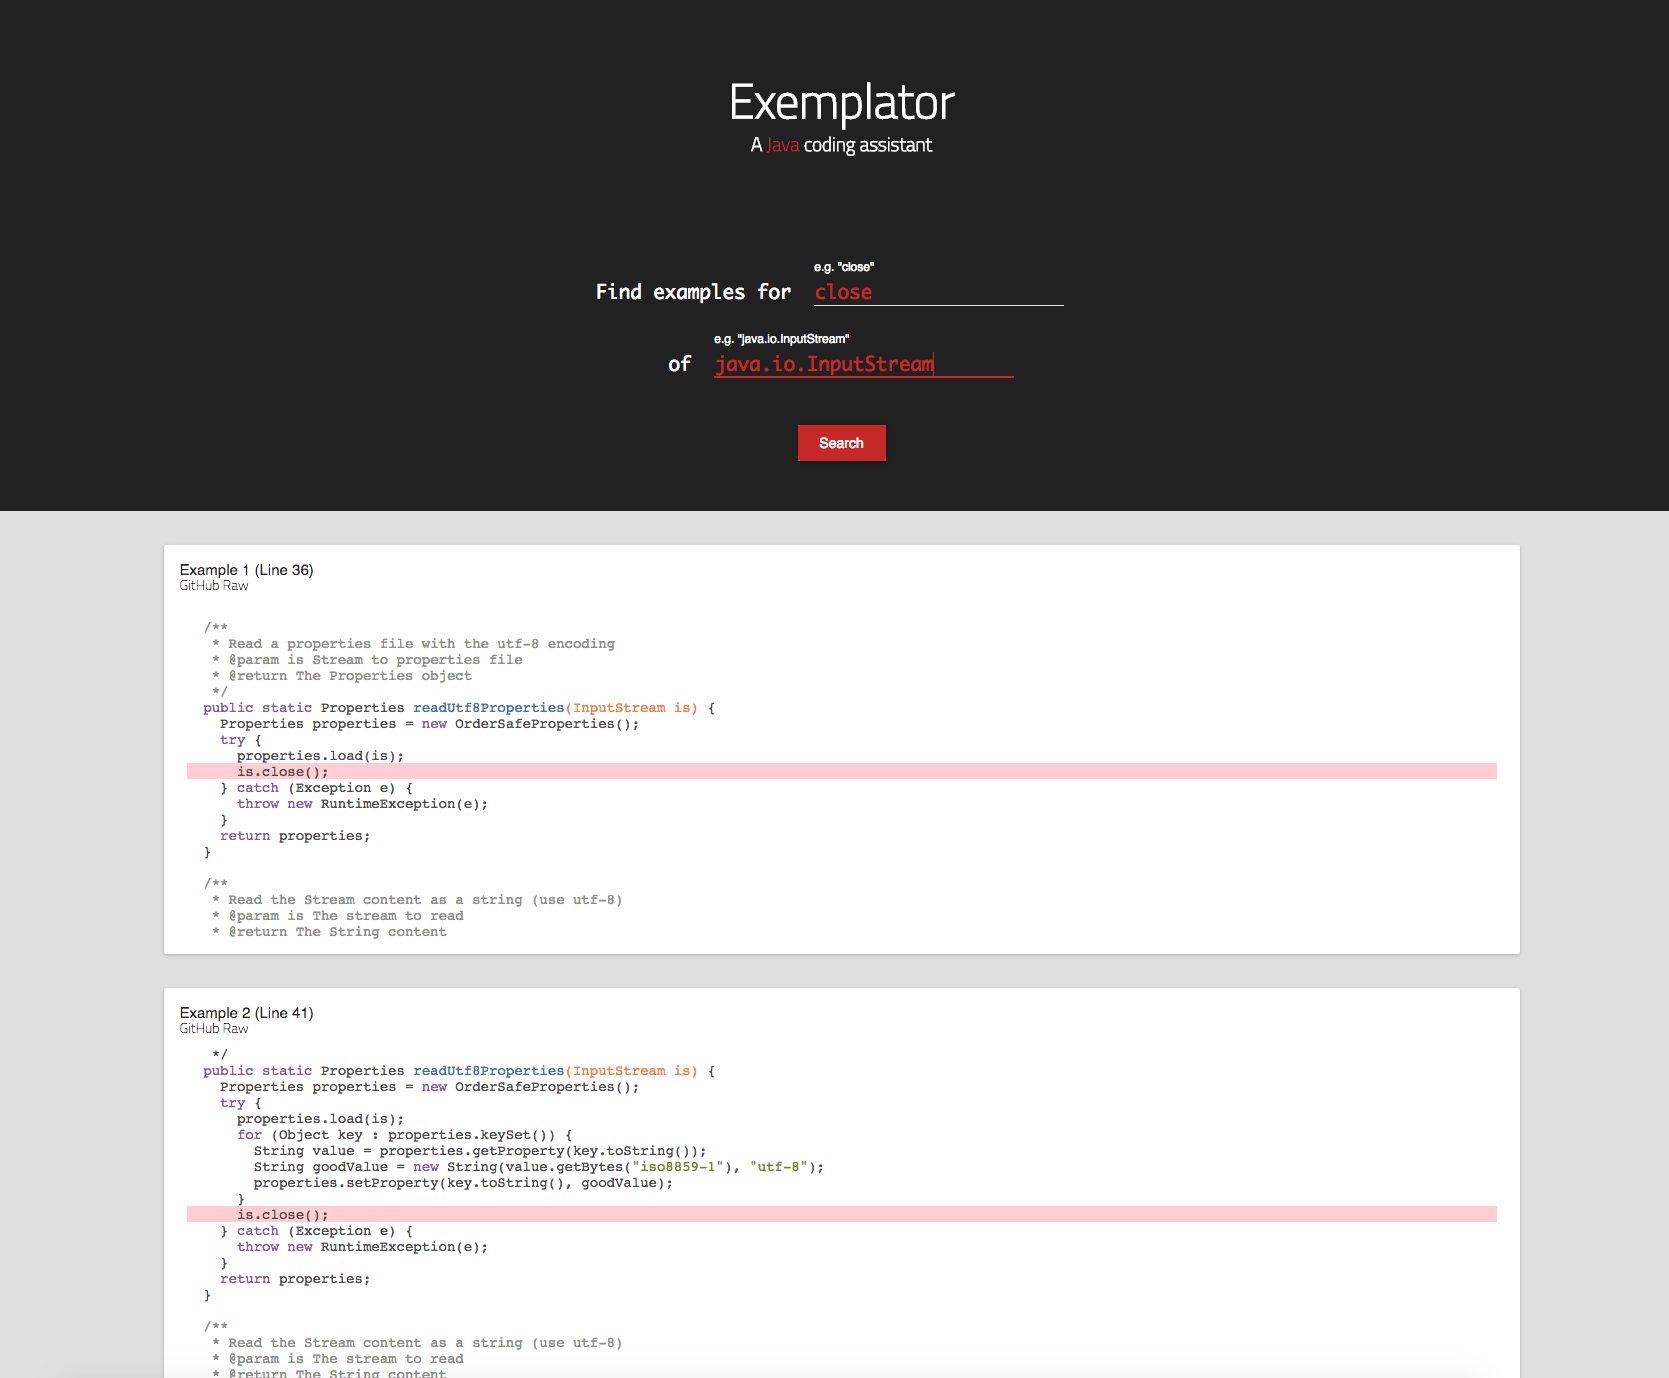 Exemplator
A Java coding assistant
e.g. "close"
Find examples for close
e.g. "java.io.InputStream"
of java.io.InputStream
Search
Example 1 (Line 36)
GitHub Raw
/**
 * Read a properties file with the utf-8 encoding
 * @param is Stream to properties file
 * @return The Properties object
 */
public static Properties readUtf8Properties(InputStream is) {
  Properties properties = new OrderSafeProperties();
  try {
    properties.load(is);
    is.close();
  } catch (Exception e) {
    throw new RuntimeException(e);
  }
  return properties;
}
/**
 * Read the Stream content as a string (use utf-8)
 * @param is The stream to read
 * @return The String content
Example 2 (Line 41)
GitHub Raw
 */
public static Properties readUtf8Properties(InputStream is) {
  Properties properties = new OrderSafeProperties();
  try {
    properties.load(is);
    for (Object key : properties.keySet()) {
      String value = properties.getProperty(key.toString());
      String goodValue = new String(value.getBytes("iso8859-1"), "utf-8");
      properties.setProperty(key.toString(), goodValue);
    }
    is.close();
  } catch (Exception e) {
    throw new RuntimeException(e);
  }
  return properties;
}
/**
 * Read the Stream content as a string (use utf-8)
 * @param is The stream to read
 * @return The String content